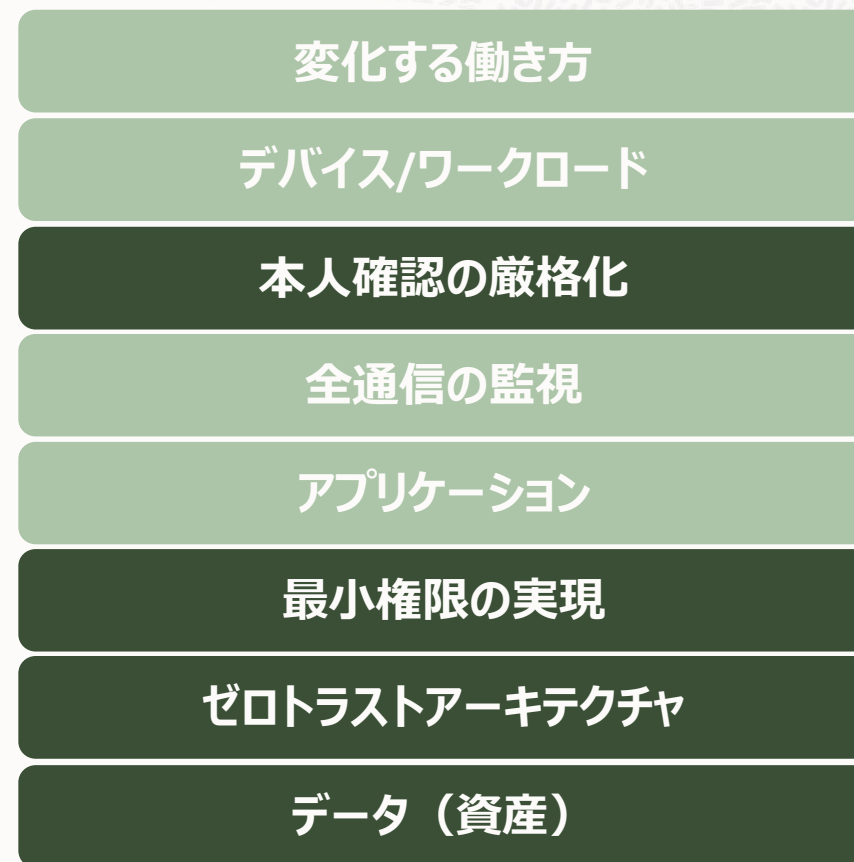 変化する働き方
デバイス/ワークロード
本人確認の厳格化
全通信の監視
アプリケーション
最小権限の実現
ゼロトラストアーキテクチャ
データ（資産）